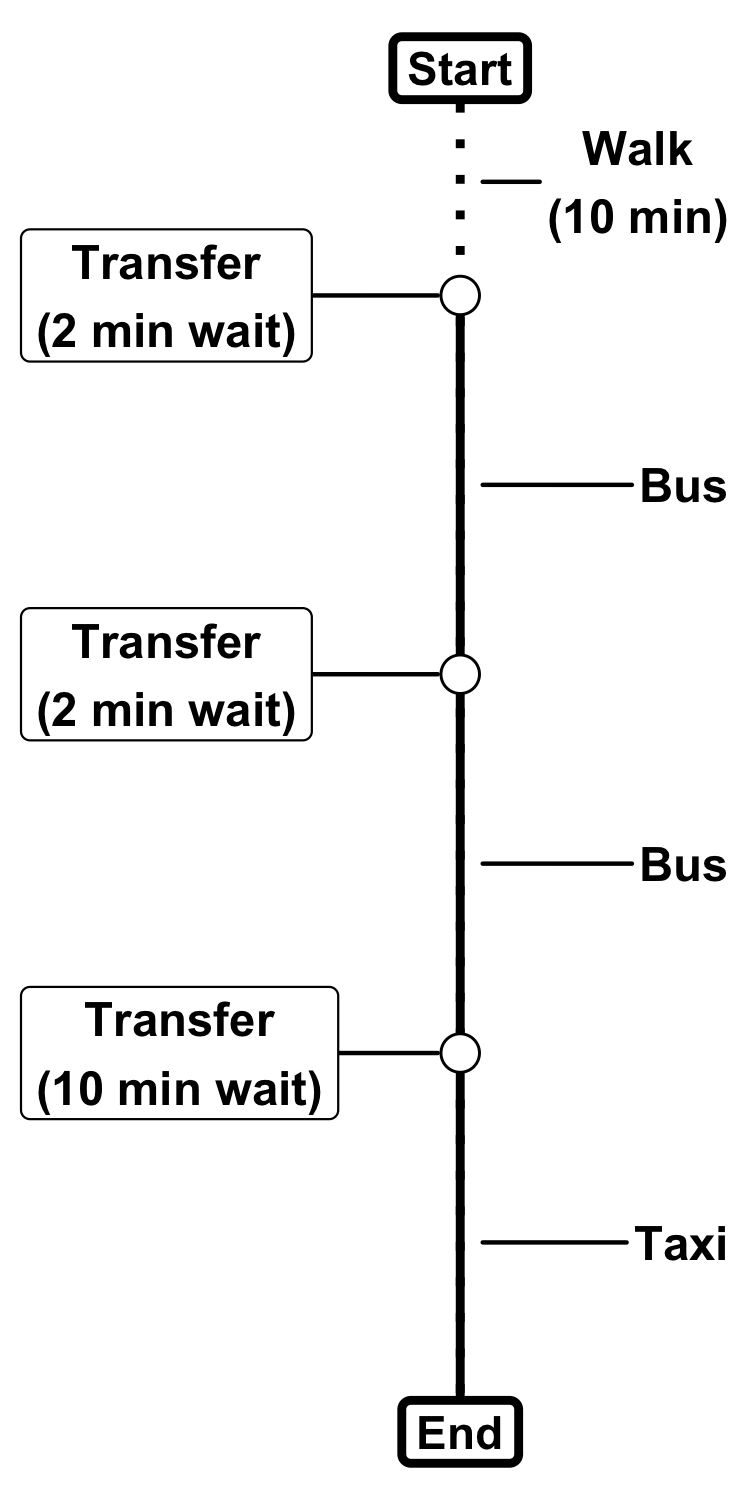 Start
Walk
(10 min)
Transfer
(2 min wait)
Bus
Transfer
(2 min wait)
Bus
Transfer
(10 min wait)
Taxi
End